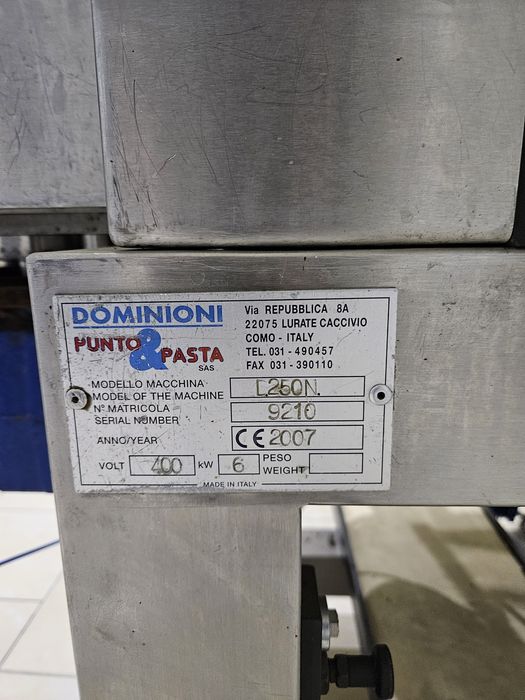 DOMINIONI
PUNTO & PASTA
SAS
Via REPUBBLICA 8A
22075 LURATE CACCIVIO
COMO - ITALY
TEL. 031 - 490457
FAX 031 - 390110
MODELLO MACCHINA
MODEL OF THE MACHINE L250N
N° MATRICOLA
SERIAL NUMBER 9210
ANNO/YEAR CE 2007
VOLT 400 kW 6 PESO
WEIGHT
MADE IN ITALY